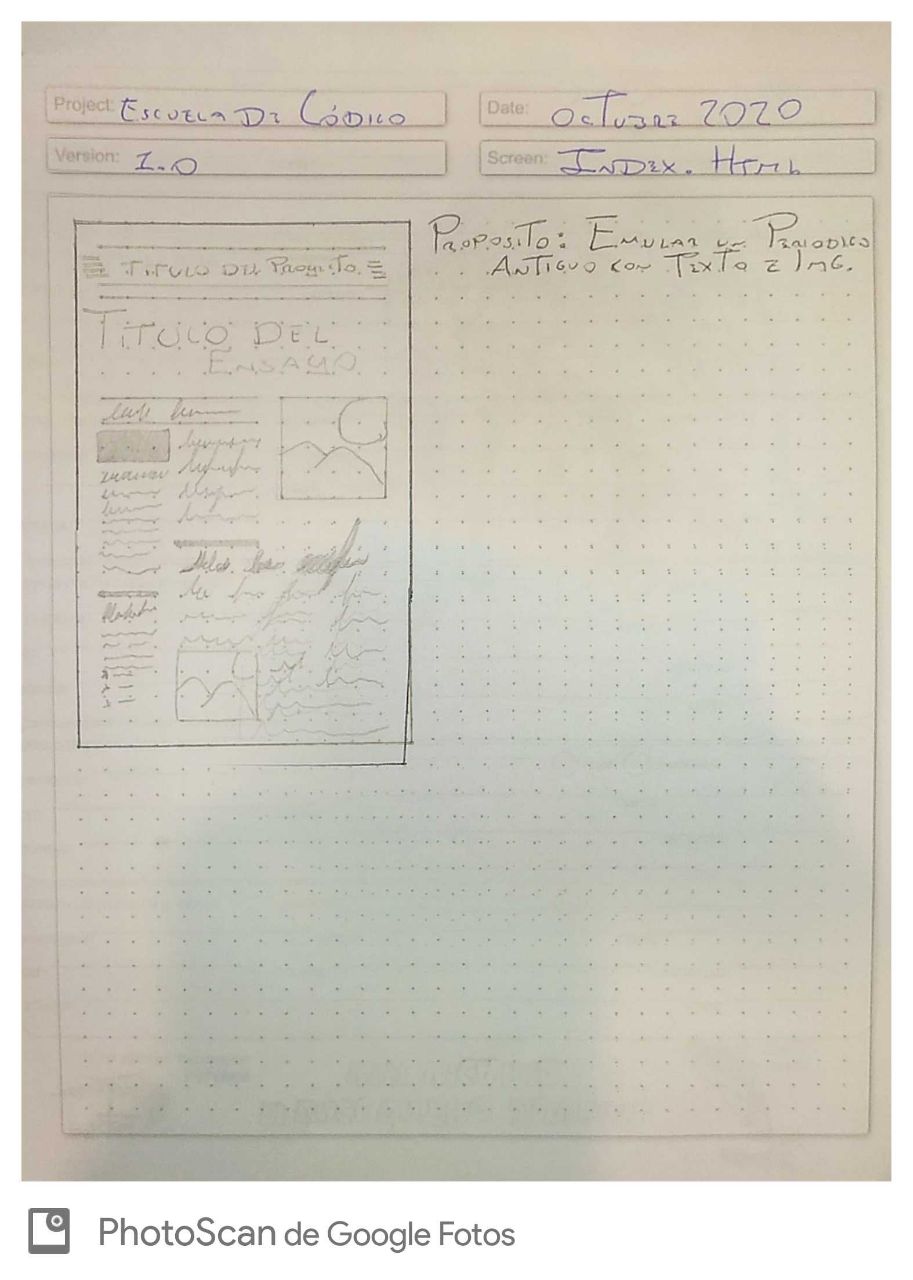 Project: Escuela De Código
Date: Octubre 2020
Version: 1.0
Screen: Index. Html
Proposito: Emular un Periodico
Antiguo con Texto e Img.
Titulo del Proyecto
Titulo del
Ensayo
PhotoScan de Google Fotos